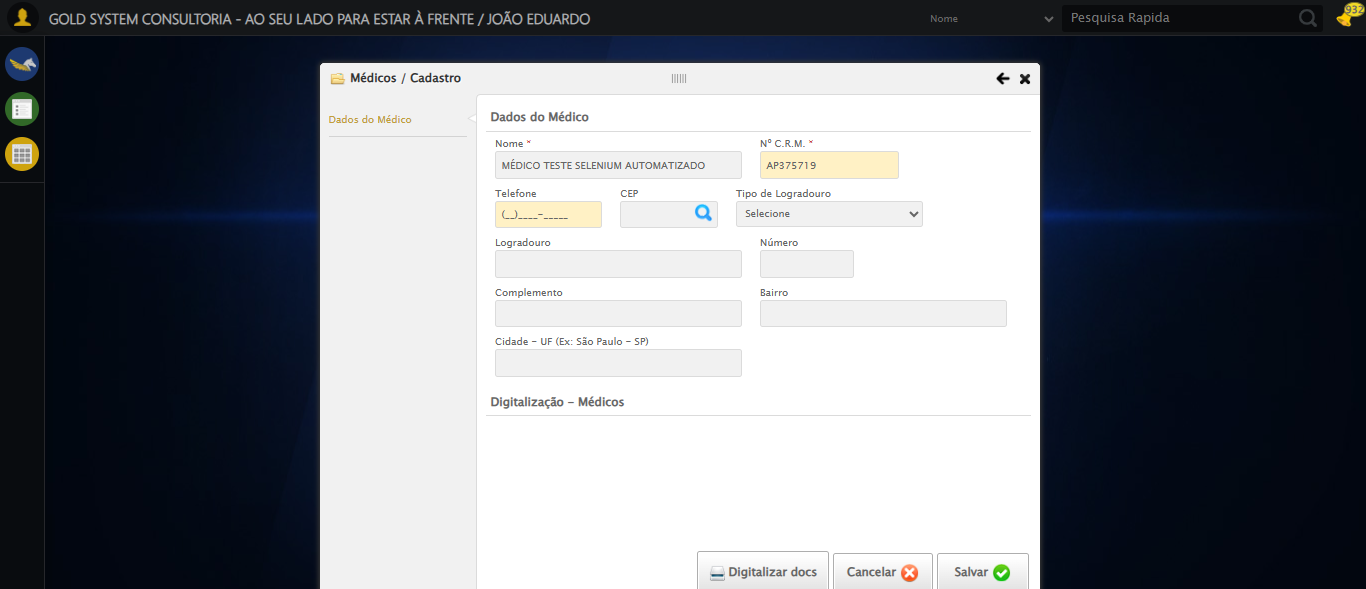 GOLD SYSTEM CONSULTORIA - AO SEU LADO PARA ESTAR À FRENTE / JOÃO EDUARDO
Nome
Pesquisa Rapida
932
Médicos / Cadastro
Dados do Médico
Dados do Médico
Nome *
Nº C.R.M. *
MÉDICO TESTE SELENIUM AUTOMATIZADO
AP375719
Telefone
CEP
Tipo de Logradouro
(__)____-_____
Selecione
Logradouro
Número
Complemento
Bairro
Cidade - UF (Ex: São Paulo - SP)
Digitalização - Médicos
Digitalizar docs
Cancelar
Salvar